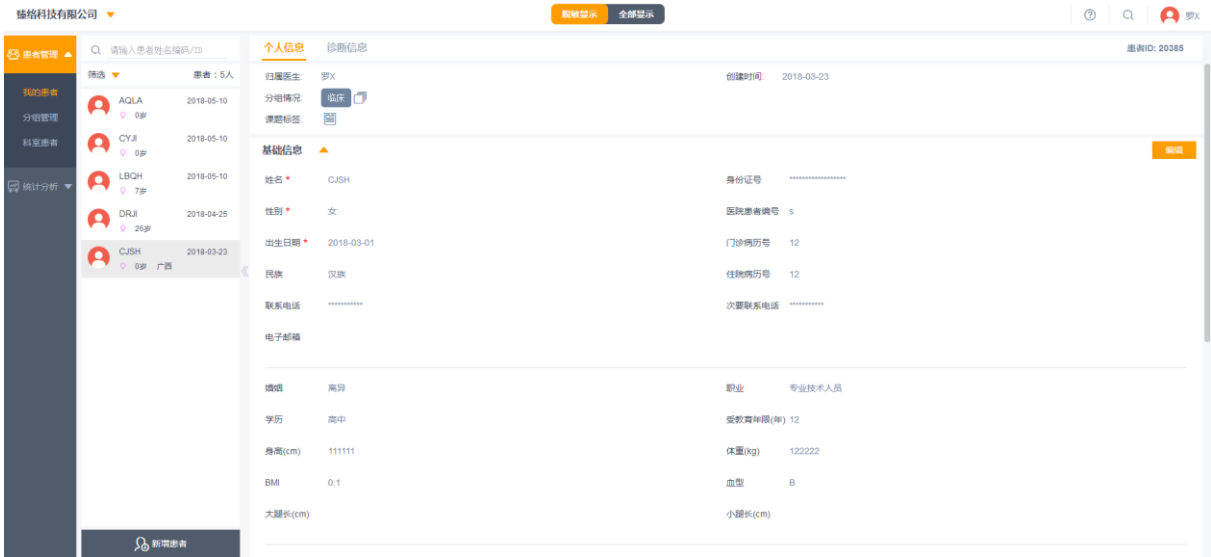 臻络科技有限公司
脱敏显示 全部显示
罗X
患者管理
我的患者
分组管理
科室患者
统计分析
请输入患者姓名编码/ID
筛选 患者：5人
AQLA 2018-05-10
0岁
CYJI 2018-05-10
0岁
LBQH 2018-05-10
7岁
DRJI 2018-04-25
26岁
CJSH 2018-03-23
0岁 广西
新增患者
个人信息 诊断信息 患者ID: 20385
归属医生: 罗X 创建时间: 2018-03-23
分组情况: 临床
课题标签:
基础信息 编辑
姓名 * CJSH 身份证号 ******************
性别 * 女 医院患者编号 s
出生日期 * 2018-03-01 门诊病历号 12
民族 汉族 住院病历号 12
联系电话 *********** 次要联系电话 ***********
电子邮箱
婚姻 离异 职业 专业技术人员
学历 高中 受教育年限(年) 12
身高(cm) 111111 体重(kg) 122222
BMI 0.1 血型 B
大腿长(cm) 小腿长(cm)